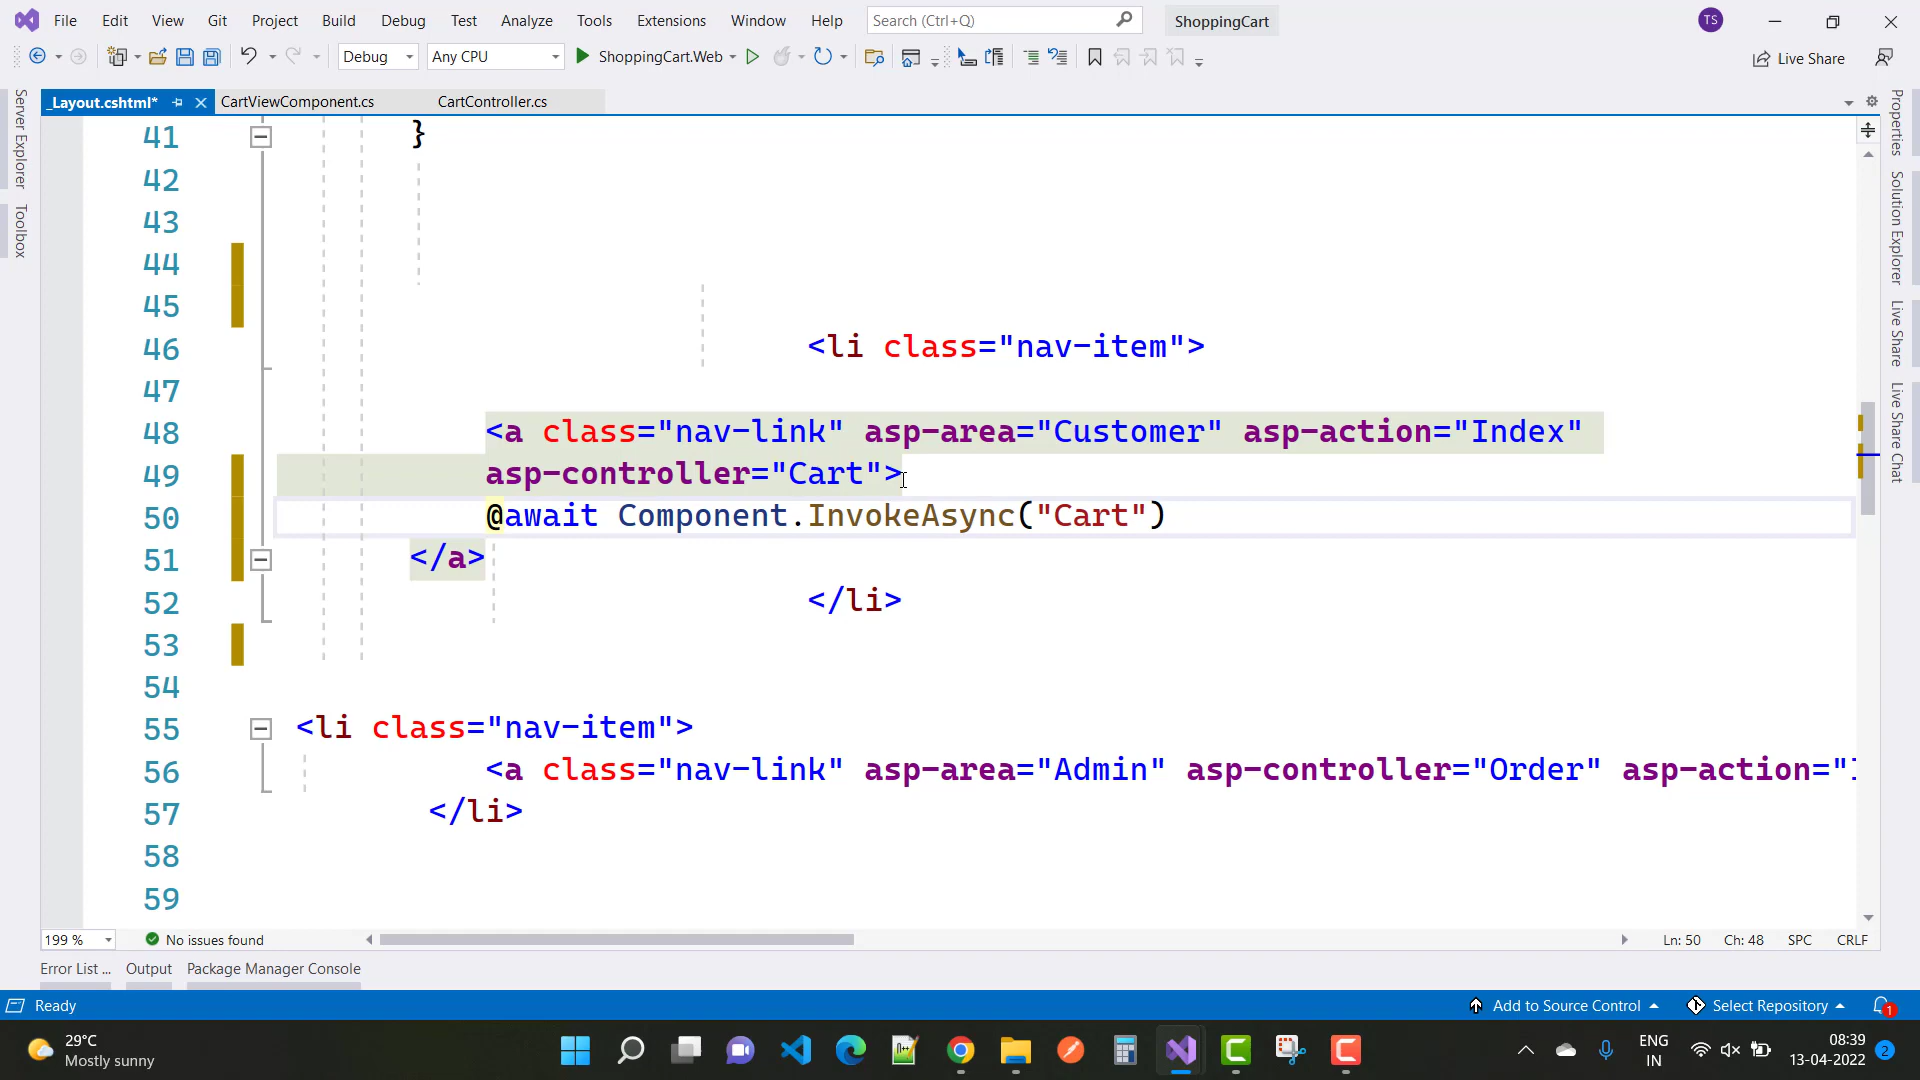 File Edit View Git Project Build Debug Test Analyze Tools Extensions Window Help Search (Ctrl+Q) ShoppingCart TS
Debug Any CPU ShoppingCart.Web Live Share
_Layout.cshtml* CartViewComponent.cs CartController.cs
Server Explorer
Toolbox
Properties
Solution Explorer
Live Share
Live Share Chat
41 }
42
43
44
45
46 <li class="nav-item">
47
48 <a class="nav-link" asp-area="Customer" asp-action="Index"
49 asp-controller="Cart">
50 @await Component.InvokeAsync("Cart")
51 </a>
52 </li>
53
54
55 <li class="nav-item">
56 <a class="nav-link" asp-area="Admin" asp-controller="Order" asp-action="I
57 </li>
58
59
199 % No issues found Ln: 50 Ch: 48 SPC CRLF
Error List ... Output Package Manager Console
Ready Add to Source Control Select Repository 1
29°C
Mostly sunny
ENG
IN
08:39
13-04-2022
2